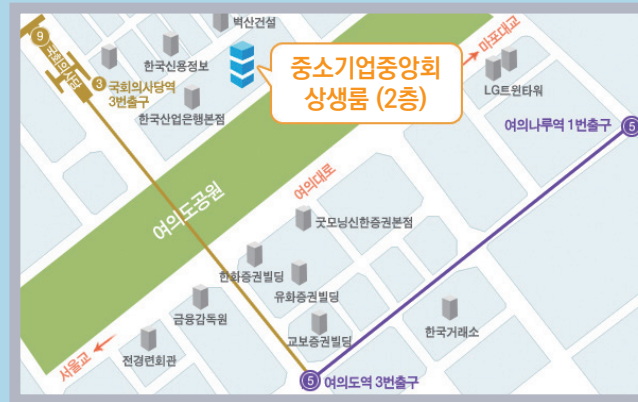 벽산건설
9
국회의사당
한국신용정보
3
국회의사당역
3번출구
한국산업은행본점
중소기업중앙회
상생룸 (2층)
마포대교
LG트윈타워
여의나루역 1번출구
5
여의도공원
여의대로
굿모닝신한증권본점
한화증권빌딩
유화증권빌딩
금융감독원
교보증권빌딩
한국거래소
전경련회관
서울교
5
여의도역 3번출구